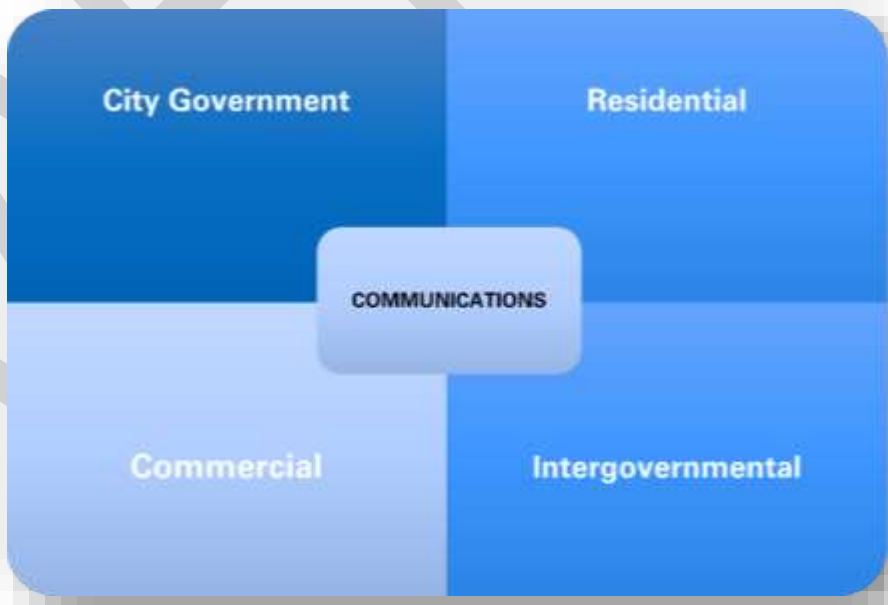 City Government
Residential
COMMUNICATIONS
Commercial
Intergovernmental